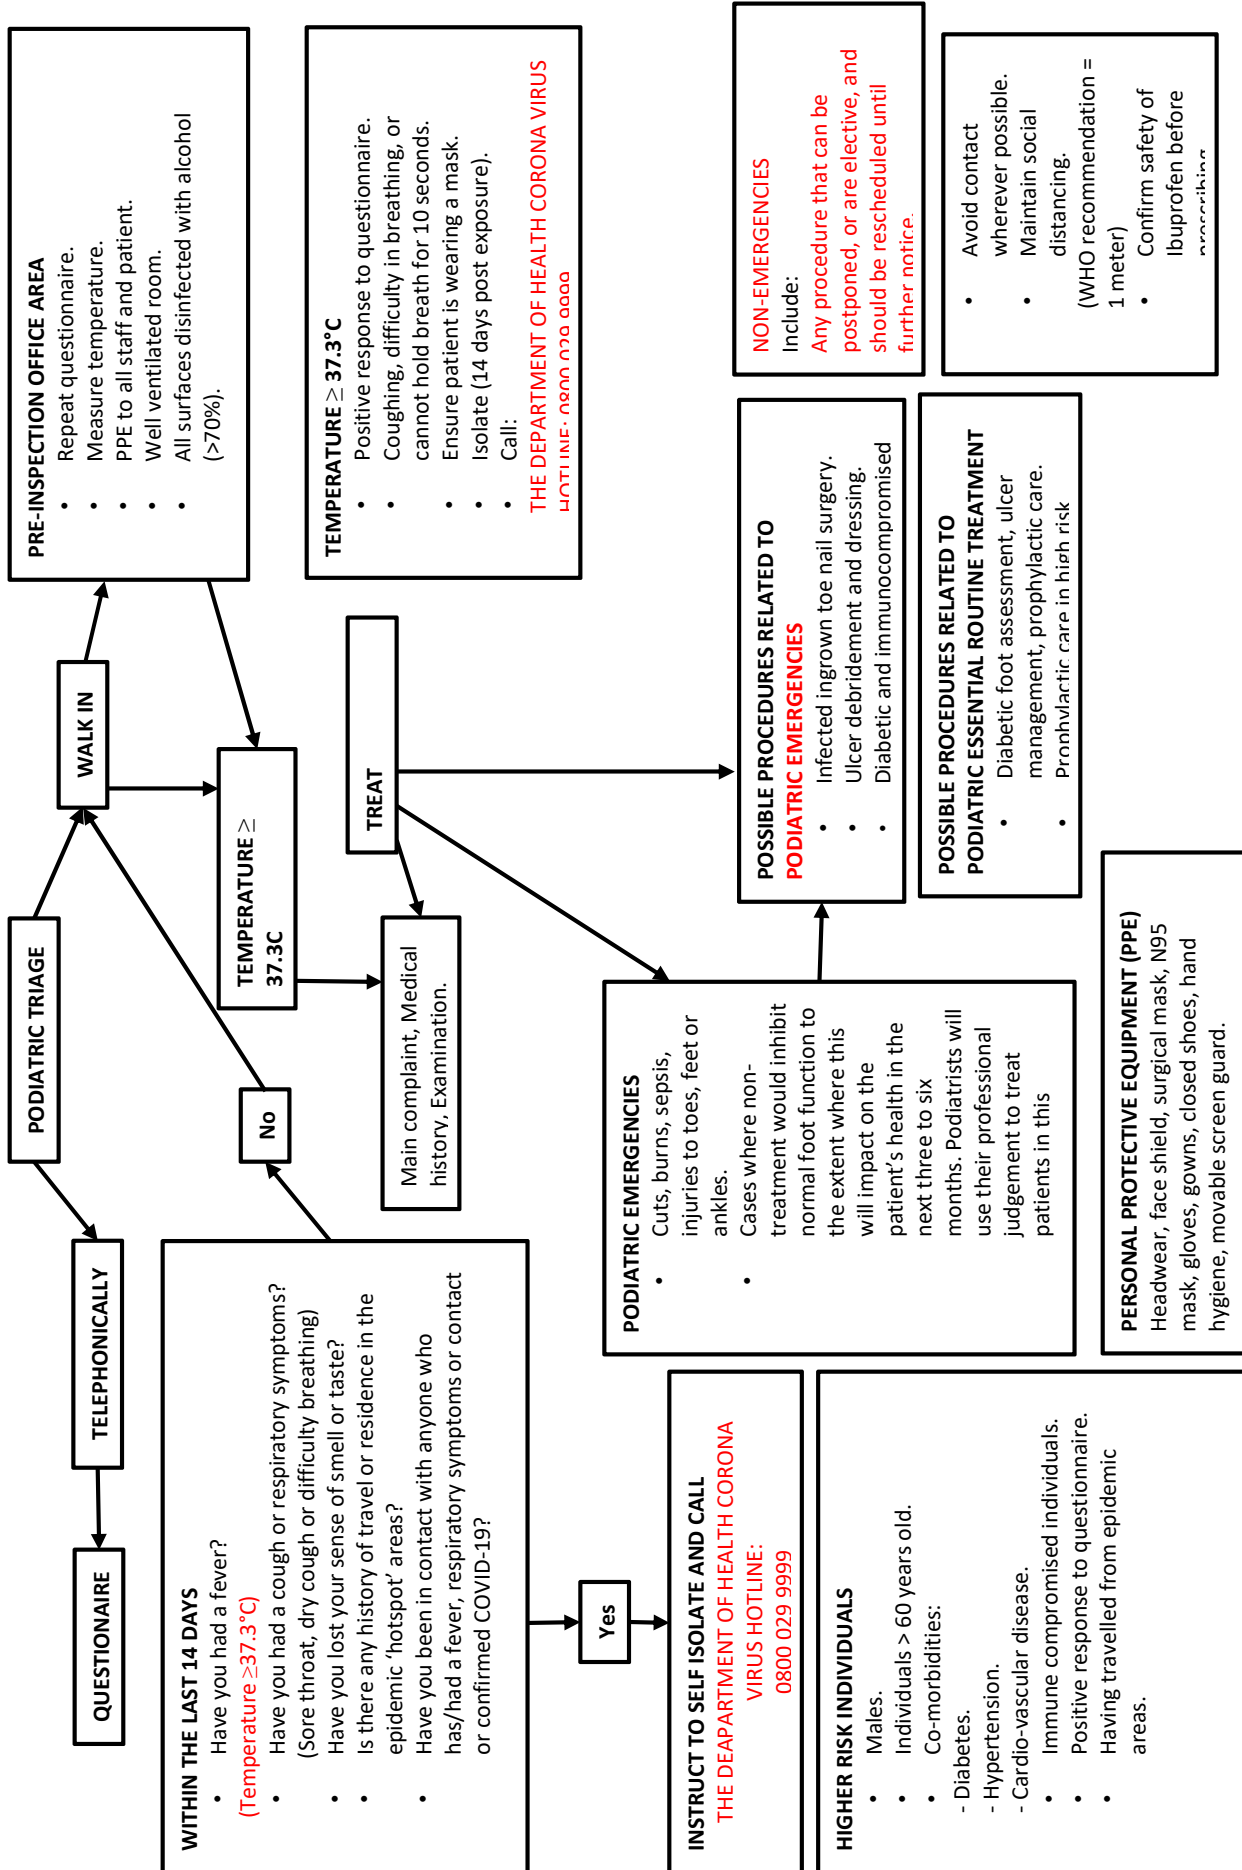 PODIATRIC TRIAGE
QUESTIONAIRE
TELEPHONICALLY
WALK IN
PRE-INSPECTION OFFICE AREA
• Repeat questionnaire.
• Measure temperature.
• PPE to all staff and patient.
• Well ventilated room.
• All surfaces disinfected with alcohol
(>70%).
WITHIN THE LAST 14 DAYS
• Have you had a fever?
(Temperature ≥37.3°C)
• Have you had a cough or respiratory symptoms?
(Sore throat, dry cough or difficulty breathing)
• Have you lost your sense of smell or taste?
• Is there any history of travel or residence in the
epidemic ‘hotspot’ areas?
• Have you been in contact with anyone who
has/had a fever, respiratory symptoms or contact
or confirmed COVID-19?
No
TEMPERATURE ≥
37.3C
TEMPERATURE ≥ 37.3°C
• Positive response to questionnaire.
• Coughing, difficulty in breathing, or
cannot hold breath for 10 seconds.
• Ensure patient is wearing a mask.
• Isolate (14 days post exposure).
• Call:
THE DEPARTMENT OF HEALTH CORONA VIRUS
HOTLINE: 0800 029 9999
Main complaint, Medical
history, Examination.
TREAT
Yes
INSTRUCT TO SELF ISOLATE AND CALL
THE DEAPARTMENT OF HEALTH CORONA
VIRUS HOTLINE:
0800 029 9999
PODIATRIC EMERGENCIES
• Cuts, burns, sepsis,
injuries to toes, feet or
ankles.
• Cases where non-
treatment would inhibit
normal foot function to
the extent where this
will impact on the
patient’s health in the
next three to six
months. Podiatrists will
use their professional
judgement to treat
patients in this
POSSIBLE PROCEDURES RELATED TO
PODIATRIC EMERGENCIES
• Infected ingrown toe nail surgery.
• Ulcer debridement and dressing.
• Diabetic and immunocompromised
NON-EMERGENCIES
Include:
Any procedure that can be
postponed, or are elective, and
should be rescheduled until
further notice.
HIGHER RISK INDIVIDUALS
• Males.
• Individuals > 60 years old.
• Co-morbidities:
- Diabetes.
- Hypertension.
- Cardio-vascular disease.
• Immune compromised individuals.
• Positive response to questionnaire.
• Having travelled from epidemic
areas.
POSSIBLE PROCEDURES RELATED TO
PODIATRIC ESSENTIAL ROUTINE TREATMENT
• Diabetic foot assessment, ulcer
management, prophylactic care.
• Prophylactic care in high risk
• Avoid contact
wherever possible.
• Maintain social
distancing.
(WHO recommendation =
1 meter)
• Confirm safety of
Ibuprofen before
prescribing
PERSONAL PROTECTIVE EQUIPMENT (PPE)
Headwear, face shield, surgical mask, N95
mask, gloves, gowns, closed shoes, hand
hygiene, movable screen guard.